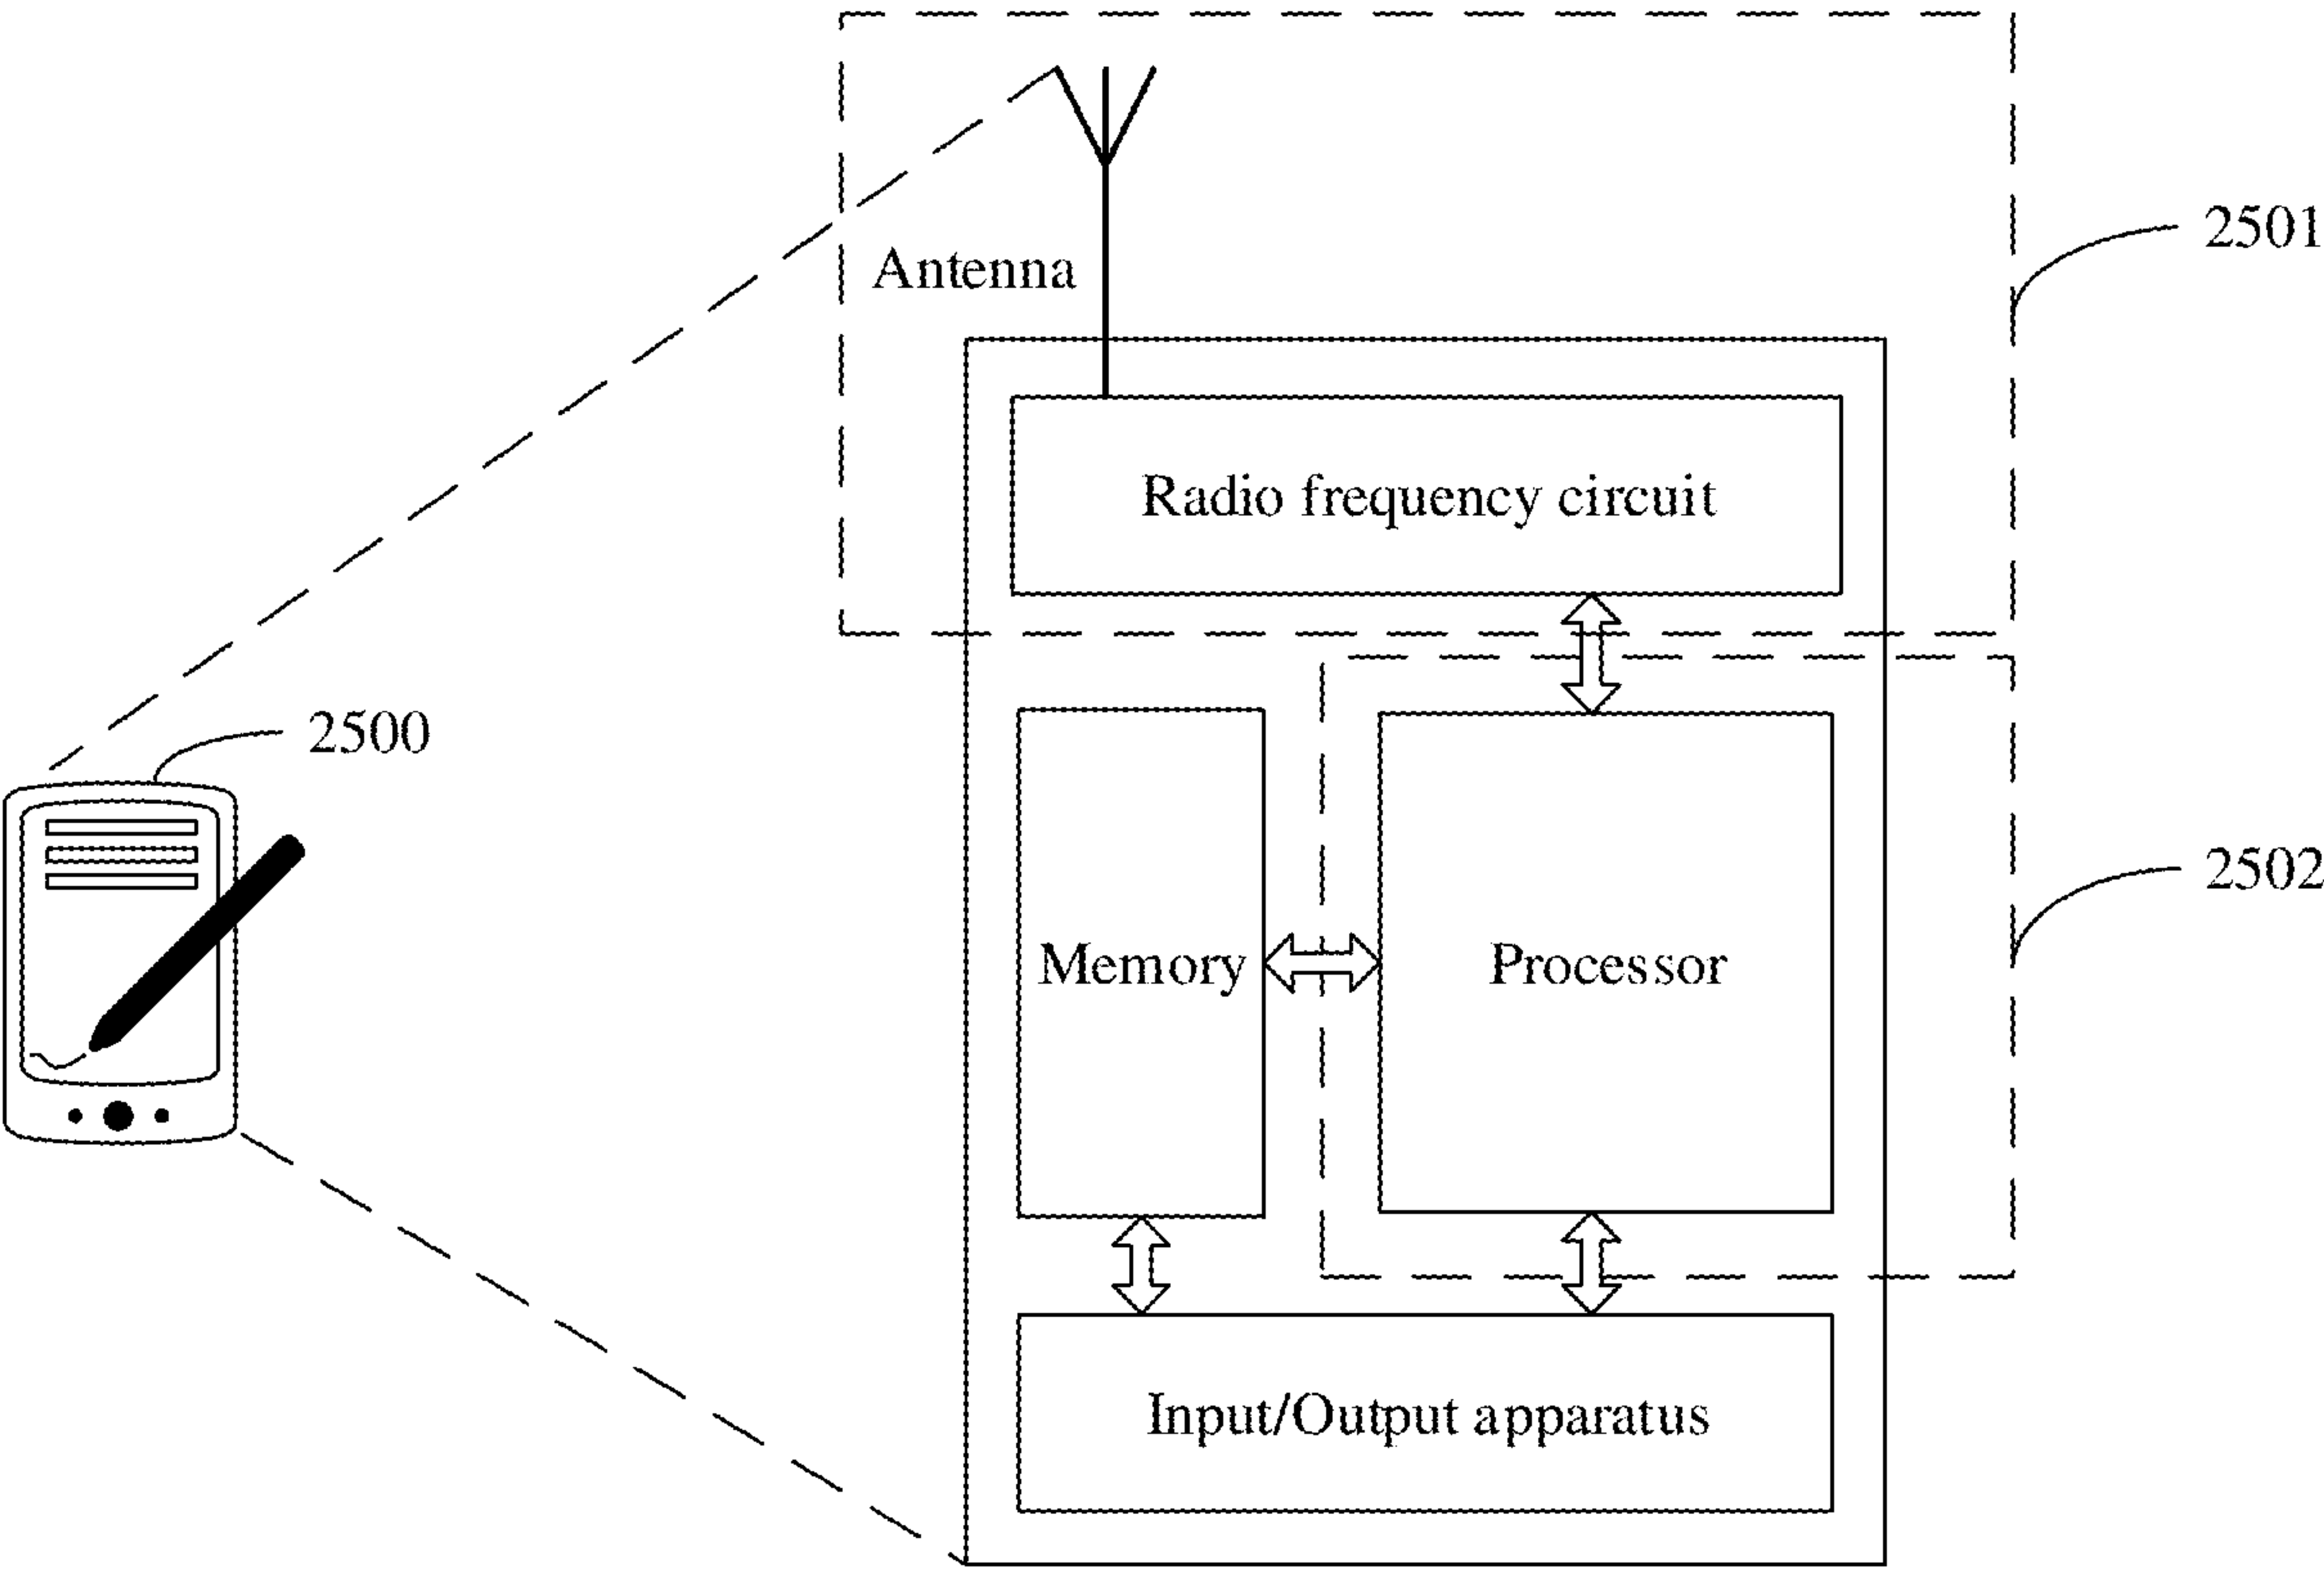 2501
Antenna
Radio frequency circuit
2500
2502
Memory
Processor
Input/Output apparatus